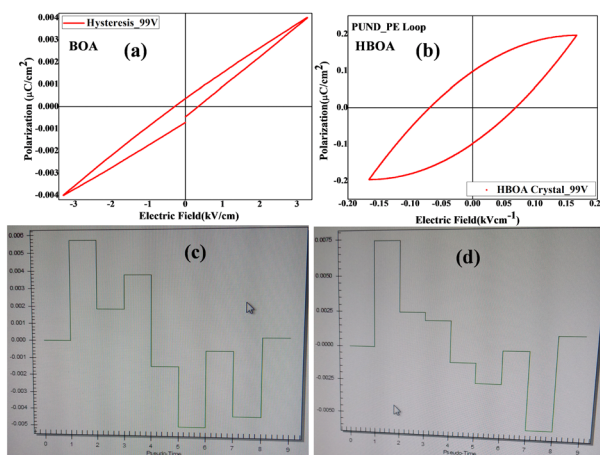 0.004
0.003
0.001
0.000
-0.001
-0.003
-0.004
Polarization (μC/cm²)
Hysteresis_99V
BOA
(a)
-3 -2 -1 0 1 2 3
Electric Field(kV/cm)
PUND_PE Loop
HBOA
(b)
0.2
0.1
0.0
-0.1
-0.2
Polarization(μC/cm²)
HBOA Crystal_99V
-0.20 -0.15 -0.10 -0.05 0.00 0.05 0.10 0.15 0.20
Electric Field(kVcm⁻¹)
(c)
0.006
0.005
0.004
0.003
0.002
0.001
0.000
-0.001
-0.002
-0.003
-0.004
-0.005
0 1 2 3 4 5 6 7 8 9
Pseudo-Time
(d)
0.0075
0.0050
0.0025
-0.0000
-0.0025
-0.0050
0 1 2 3 4 5 6 7 8 9
Pseudo-Time